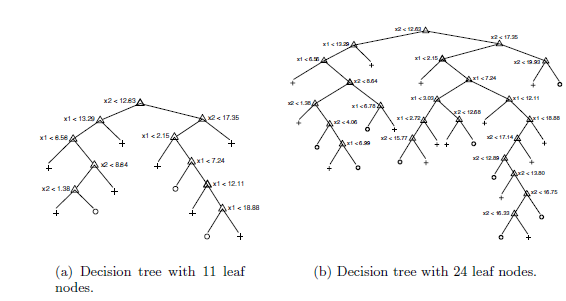 x2 < 12.63
x1 < 13.29
x2 < 17.35
x1 < 6.56
x1 < 2.15
x2 < 8.64
x1 < 7.24
x2 < 1.38
x1 < 12.11
x1 < 18.88
(a) Decision tree with 11 leaf
nodes.
x2 < 12.63
x1 < 13.29
x2 < 17.35
x1 < 6.56
x1 < 2.15
x2 < 19.93
x2 < 8.64
x1 < 7.24
x2 < 1.38
x1 < 6.78
x1 < 3.03
x1 < 12.11
x2 < 4.06
x1 < 2.72
x2 < 12.68
x1 < 18.88
x1 < 6.99
x2 < 15.77
x2 < 17.14
x2 < 12.89
x2 < 13.80
x2 < 16.75
x2 < 16.33
(b) Decision tree with 24 leaf nodes.